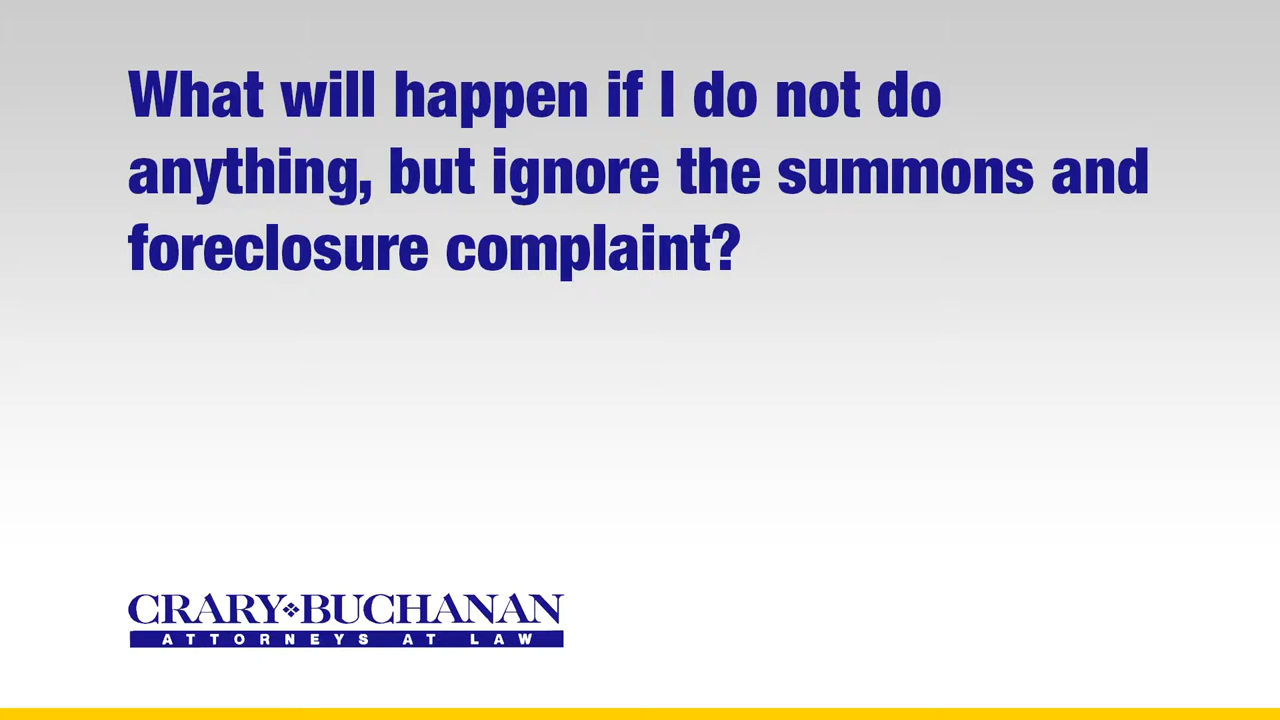 What will happen if I do not do
anything, but ignore the summons and
foreclosure complaint?
CRARY BUCHANAN
ATTORNEYS AT LAW